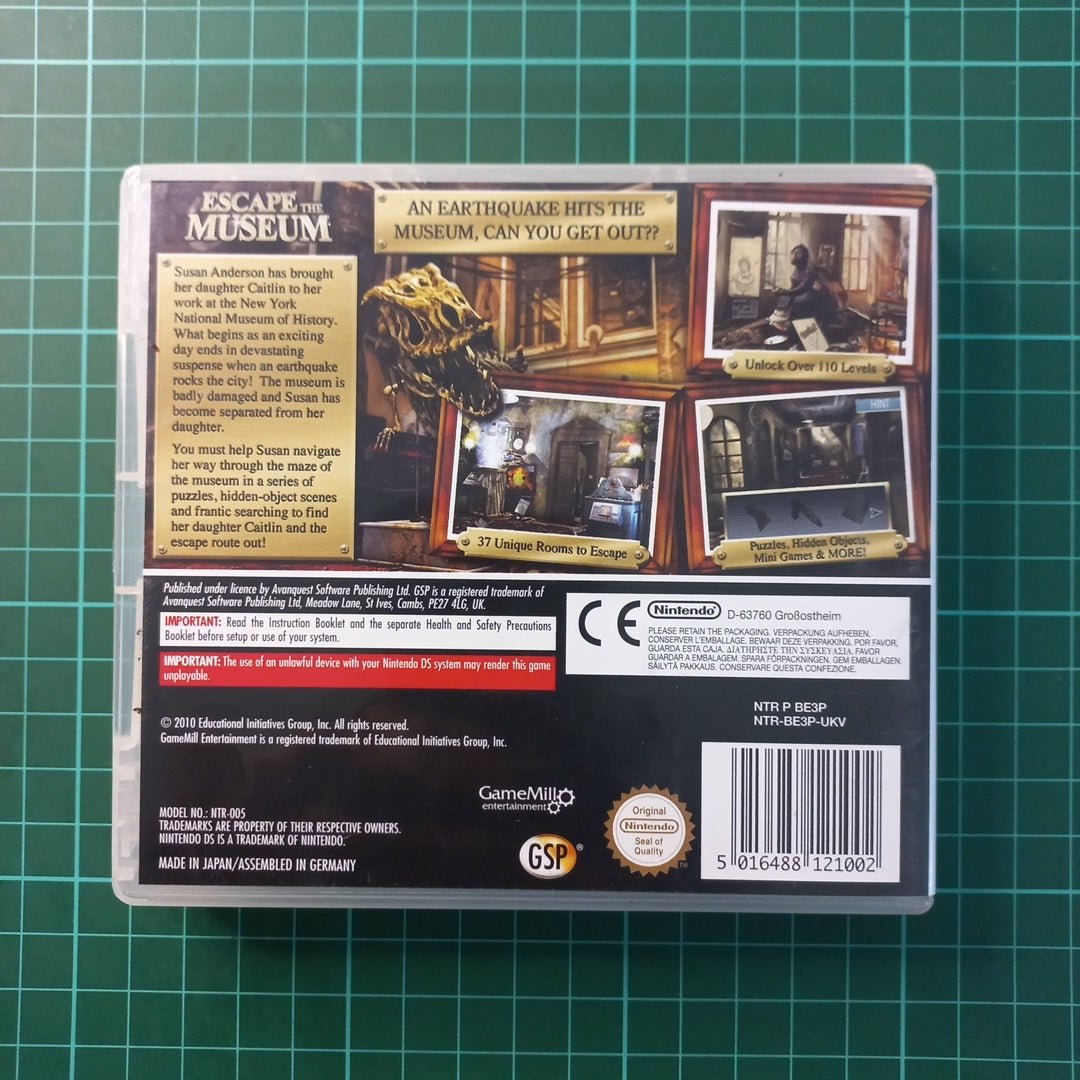 ESCAPE THE
MUSEUM
AN EARTHQUAKE HITS THE
MUSEUM, CAN YOU GET OUT??
Susan Anderson has brought
her daughter Caitlin to her
work at the New York
National Museum of History.
What begins as an exciting
day ends in devastating
suspense when an earthquake
rocks the city! The museum is
badly damaged and Susan has
become separated from her
daughter.
You must help Susan navigate
her way through the maze of
the museum in a series of
puzzles, hidden-object scenes
and frantic searching to find
her daughter Caitlin and the
escape route out!
Unlock Over 110 Levels
37 Unique Rooms to Escape
HINT
Puzzles, Hidden Objects,
Mini Games & MORE!
Published under licence by Avanquest Software Publishing Ltd. GSP is a registered trademark of
Avanquest Software Publishing Ltd, Meadow Lane, St Ives, Cambs, PE27 4LG, UK.
IMPORTANT: Read the Instruction Booklet and the separate Health and Safety Precautions
Booklet before setup or use of your system.
IMPORTANT: The use of an unlawful device with your Nintendo DS system may render this game
unplayable.
CE Nintendo D-63760 Großostheim
PLEASE RETAIN THE PACKAGING. VERPACKUNG AUFHEBEN.
CONSERVER L'EMBALLAGE. BEWAAR DEZE VERPAKKING. POR FAVOR,
GUARDA ESTA CAJA. ΔΙΑΤΗΡΗΣΤΕ ΤΗΝ ΣΥΣΚΕΥΑΣΙΑ. FAVOR
GUARDAR A EMBALAGEM. SPARA FÖRPACKNINGEN. GEM EMBALLAGEN.
SÄILYTÄ PAKKAUS. CONSERVARE QUESTA CONFEZIONE.
NTR P BE3P
NTR-BE3P-UKV
© 2010 Educational Initiatives Group, Inc. All rights reserved.
GameMill Entertainment is a registered trademark of Educational Initiatives Group, Inc.
GameMill
entertainment
MODEL NO.: NTR-005
TRADEMARKS ARE PROPERTY OF THEIR RESPECTIVE OWNERS.
NINTENDO DS IS A TRADEMARK OF NINTENDO.
MADE IN JAPAN/ASSEMBLED IN GERMANY
GSP®
Original
Nintendo
Seal of
Quality
TM
5 016488 121002